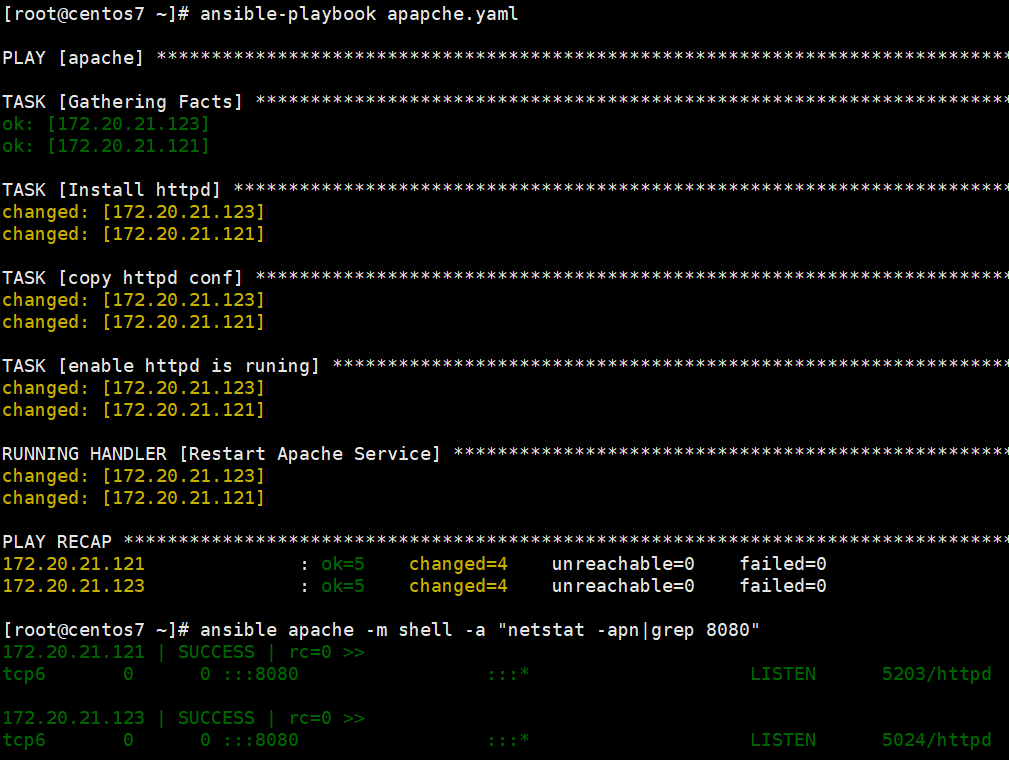 [root@centos7 ~]# ansible-playbook apapche.yaml
PLAY [apache] ******************************************************************************
TASK [Gathering Facts] *********************************************************************
ok: [172.20.21.123]
ok: [172.20.21.121]
TASK [Install httpd] ***********************************************************************
changed: [172.20.21.123]
changed: [172.20.21.121]
TASK [copy httpd conf] *********************************************************************
changed: [172.20.21.123]
changed: [172.20.21.121]
TASK [enable httpd is runing] **************************************************************
changed: [172.20.21.123]
changed: [172.20.21.121]
RUNNING HANDLER [Restart Apache Service] ***************************************************
changed: [172.20.21.123]
changed: [172.20.21.121]
PLAY RECAP *********************************************************************************
172.20.21.121              : ok=5    changed=4    unreachable=0    failed=0
172.20.21.123              : ok=5    changed=4    unreachable=0    failed=0
[root@centos7 ~]# ansible apache -m shell -a "netstat -apn|grep 8080"
172.20.21.121 | SUCCESS | rc=0 >>
tcp6       0      0 :::8080                 :::*                    LISTEN      5203/httpd
172.20.21.123 | SUCCESS | rc=0 >>
tcp6       0      0 :::8080                 :::*                    LISTEN      5024/httpd